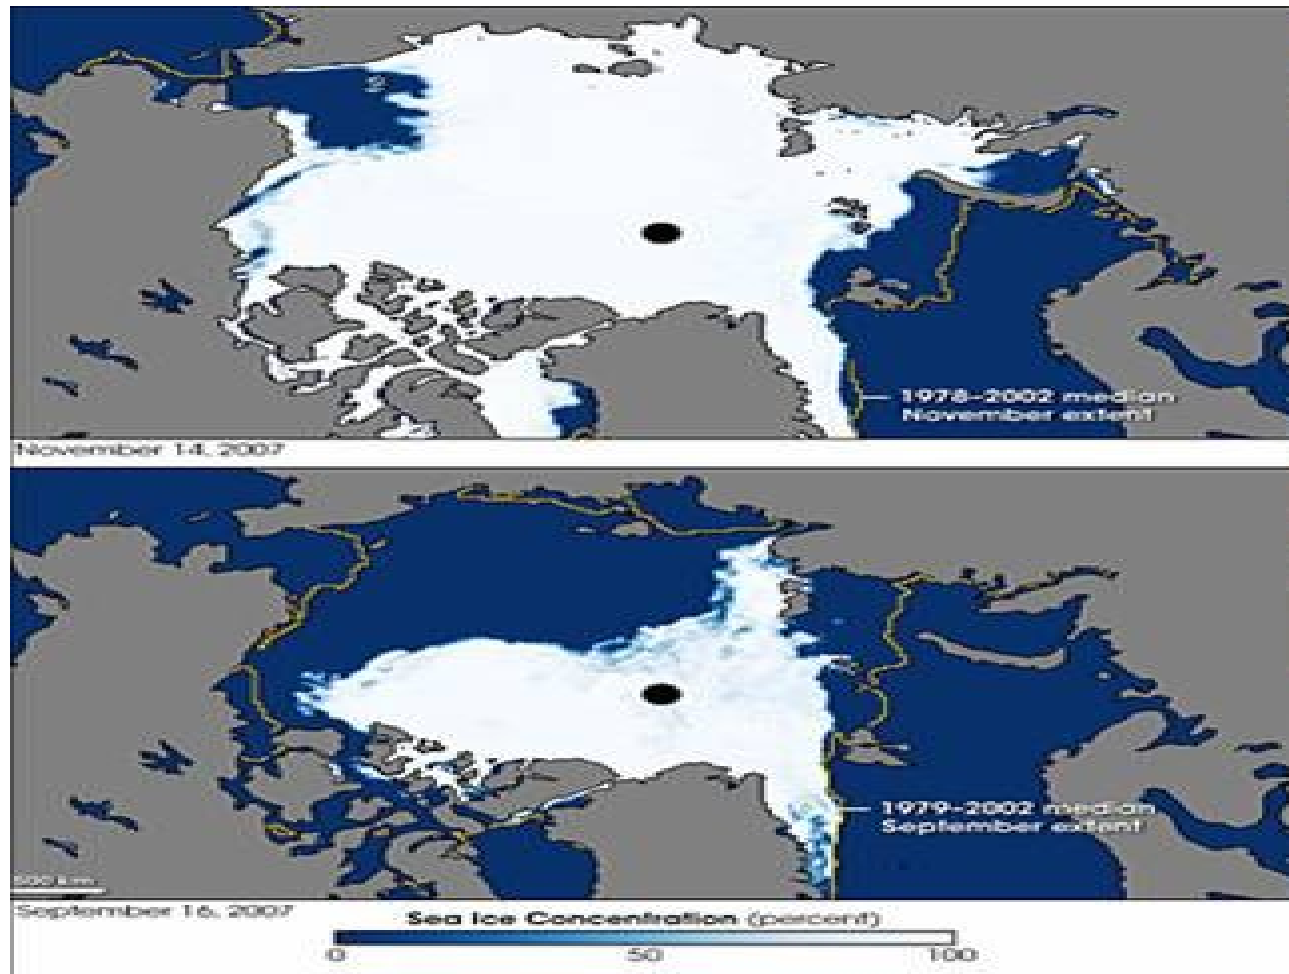 1978–2002 median
November extent
November 14, 2007
1979–2002 median
September extent
500 km
September 16, 2007
Sea Ice Concentration (percent)
0 50 100